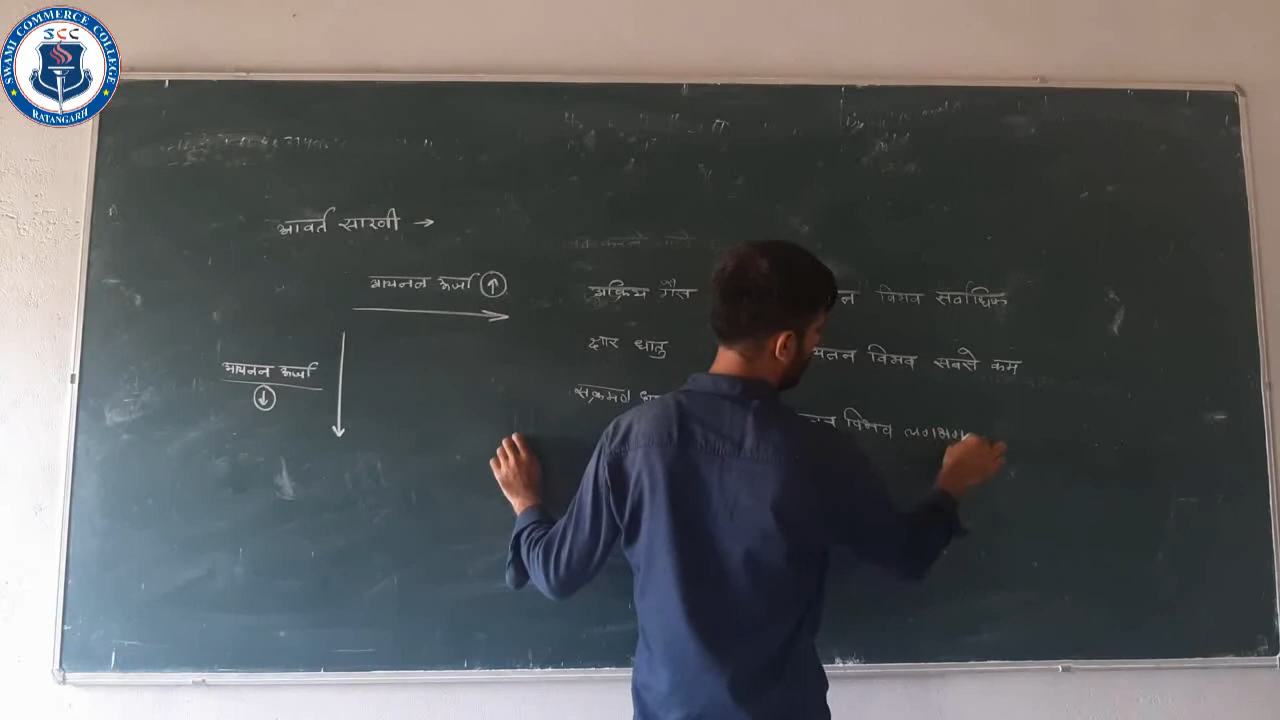 SWAMI COMMERCE COLLEGE
SCC
RATANGARH
आवर्त सारणी →
आयनन ऊर्जा ↑
आयनन ऊर्जा
↓
अक्रिय गैस विभव सर्वाधिक
क्षार धातु यनन विभव सबसे कम
संक्रमण विभव लगभग